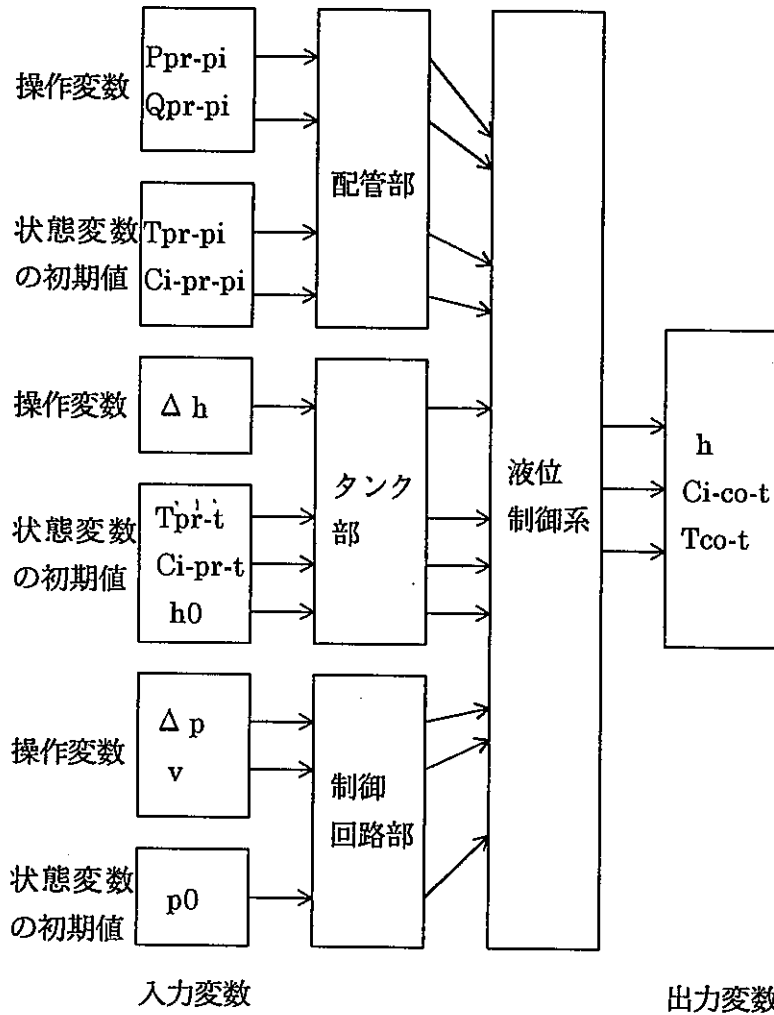 操作変数
Ppr-pi
Qpr-pi
配管部
状態変数
の初期値
Tpr-pi
Ci-pr-pi
操作変数
Δh
タンク
部
状態変数
の初期値
Tpr-t
Ci-pr-t
h0
操作変数
Δp
v
制御
回路部
状態変数
の初期値
p0
液位
制御系
h
Ci-co-t
Tco-t
入力変数
出力変数